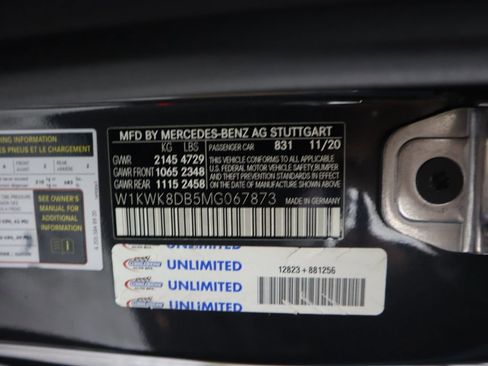 MFD BY MERCEDES-BENZ AG STUTTGART
KG LBS PASSENGER CAR 831 11/20
GVWR 2145 4729
GAWR FRONT 1065 2348
GAWR REAR 1115 2458
THIS VEHICLE CONFORMS TO ALL APPLICABLE
U.S. FEDERAL MOTOR VEHICLE SAFETY, BUMPER
AND THEFT PREVENTION STANDARDS IN EFFECT
ON THE DATE OF MANUFACTURE SHOWN ABOVE.
W1KWK8DB5MG067873
MADE IN GERMANY
INFORMATION
PNEUS ET LE CHARGEMENT
SEE OWNER'S
MANUAL FOR
ADDITIONAL
INFORMATION
UNLIMITED
UNLIMITED
UNLIMITED
UNLIMITED
12823 + 881256